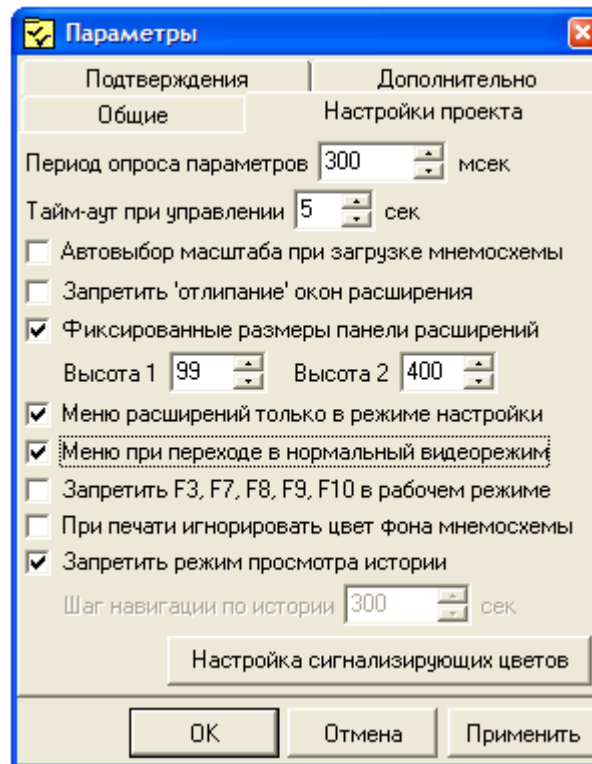 Параметры
Подтверждения Дополнительно
Общие Настройки проекта
Период опроса параметров 300 мсек
Тайм-аут при управлении 5 сек
Автовыбор масштаба при загрузке мнемосхемы
Запретить 'отлипание' окон расширения
Фиксированные размеры панели расширений
Высота 1 99 Высота 2 400
Меню расширений только в режиме настройки
Меню при переходе в нормальный видеорежим
Запретить F3, F7, F8, F9, F10 в рабочем режиме
При печати игнорировать цвет фона мнемосхемы
Запретить режим просмотра истории
Шаг навигации по истории 300 сек
Настройка сигнализирующих цветов
OK Отмена Применить